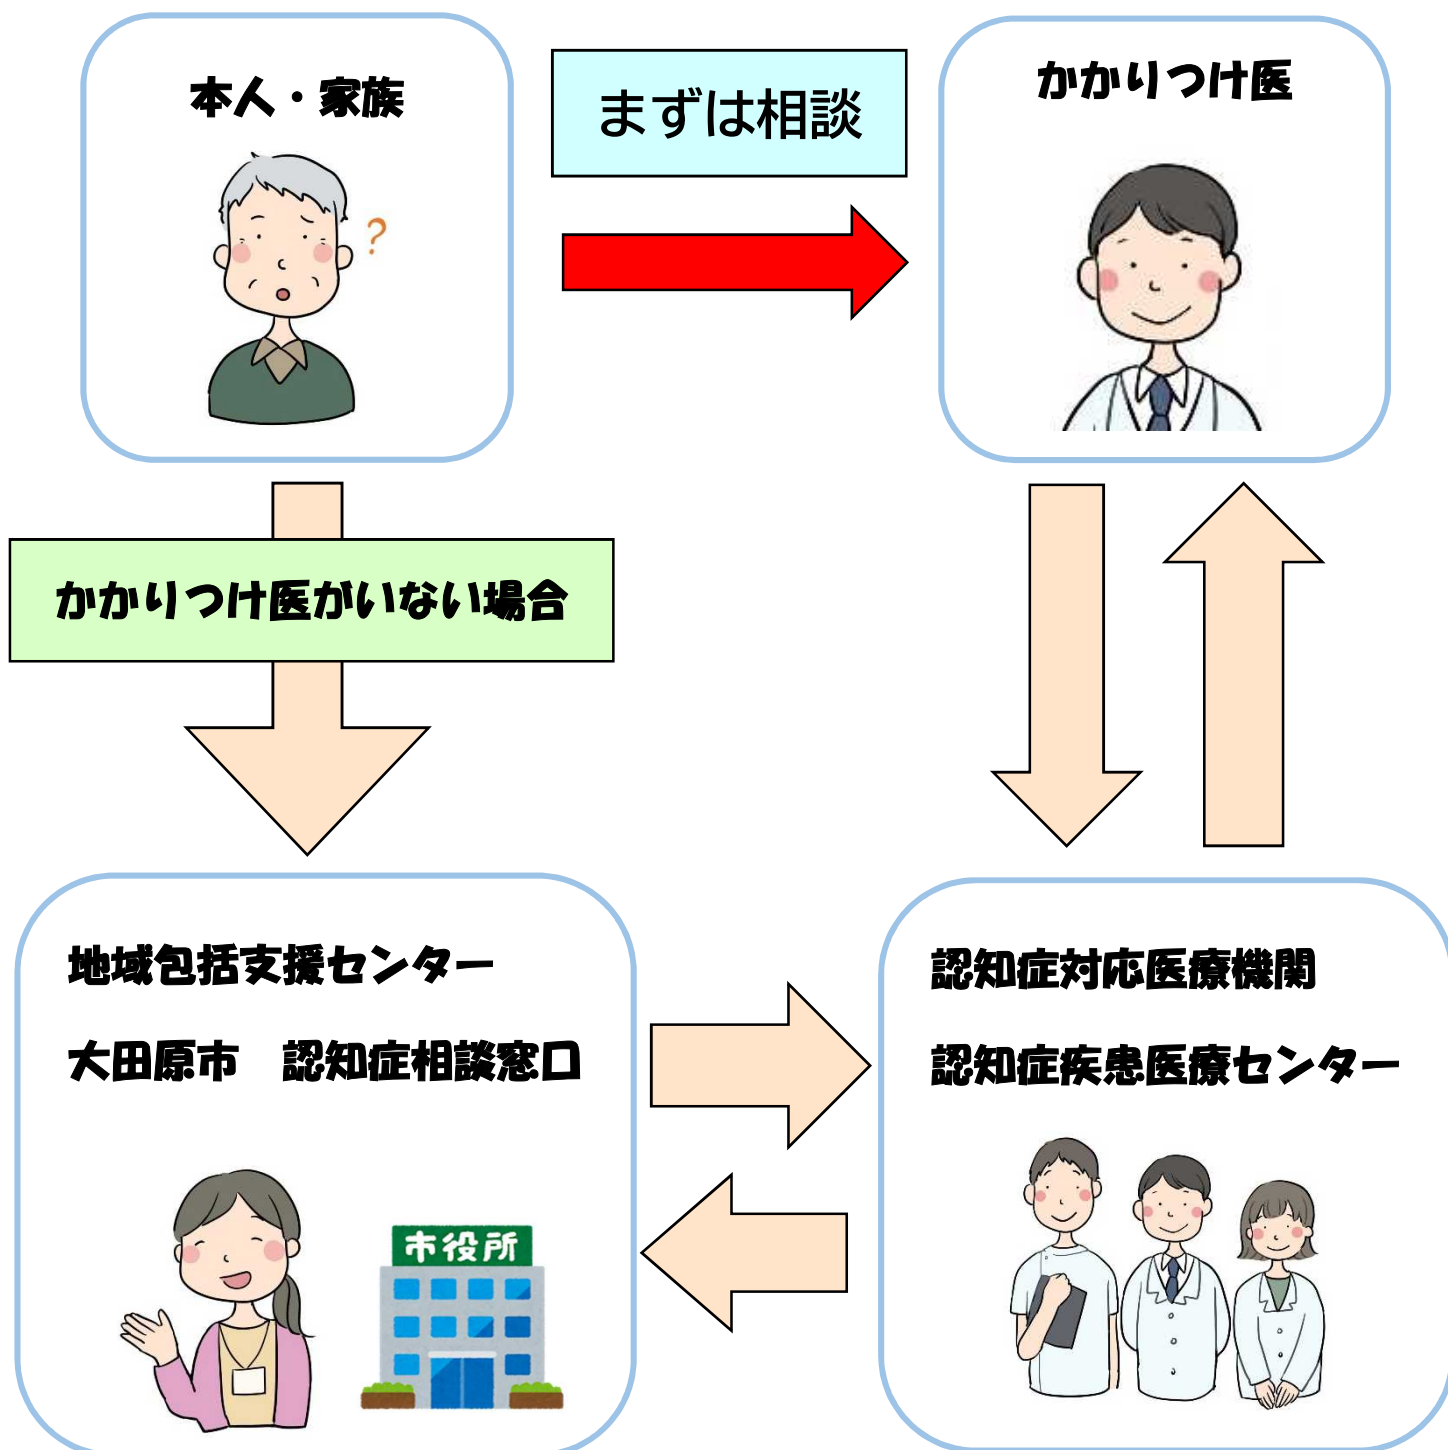 本人・家族
まずは相談
かかりつけ医
?
かかりつけ医がいない場合
地域包括支援センター
大田原市　認知症相談窓口
市役所
認知症対応医療機関
認知症疾患医療センター